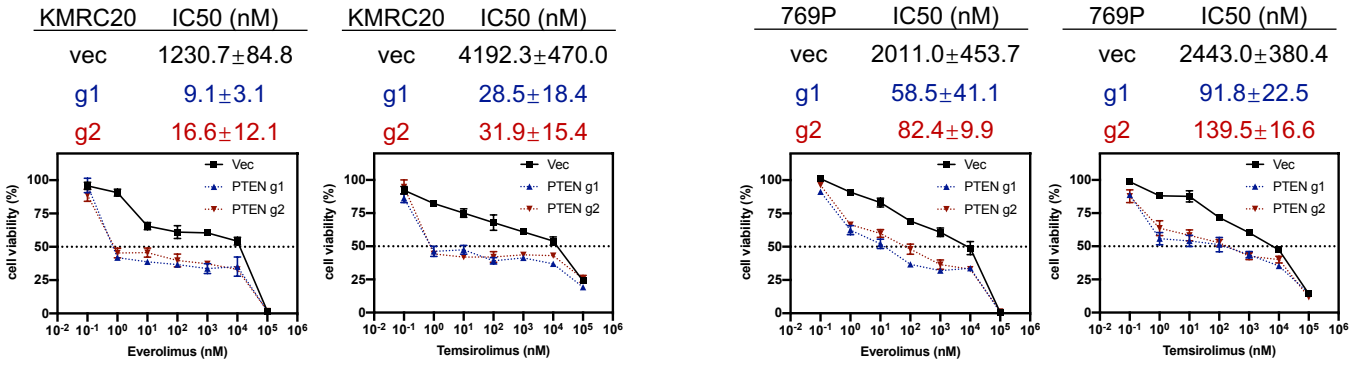 KMRC20 IC50 (nM)
vec 1230.7±84.8
g1 9.1±3.1
g2 16.6±12.1
Vec
PTEN g1
PTEN g2
cell viability (%)
100
75
50
25
0
10-2 10-1 100 101 102 103 104 105 106
Everolimus (nM)
KMRC20 IC50 (nM)
vec 4192.3±470.0
g1 28.5±18.4
g2 31.9±15.4
Vec
PTEN g1
PTEN g2
cell viability (%)
100
75
50
25
0
10-2 10-1 100 101 102 103 104 105 106
Temsirolimus (nM)
769P IC50 (nM)
vec 2011.0±453.7
g1 58.5±41.1
g2 82.4±9.9
Vec
PTEN g1
PTEN g2
cell viability (%)
100
75
50
25
0
10-2 10-1 100 101 102 103 104 105 106
Everolimus (nM)
769P IC50 (nM)
vec 2443.0±380.4
g1 91.8±22.5
g2 139.5±16.6
Vec
PTEN g1
PTEN g2
cell viability (%)
100
75
50
25
0
10-2 10-1 100 101 102 103 104 105 106
Temsirolimus (nM)